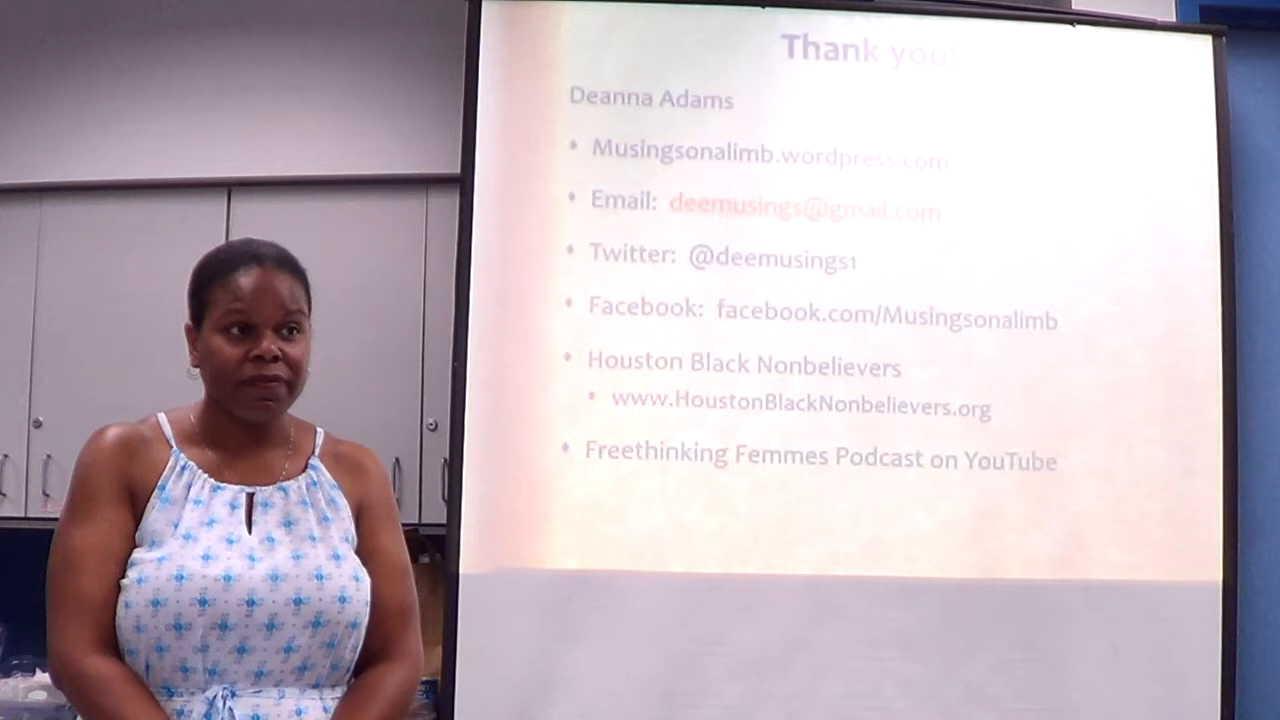 Thank you!
Deanna Adams
• Musingsonalimb.wordpress.com
• Email: deemusings@gmail.com
• Twitter: @deemusings1
• Facebook: facebook.com/Musingsonalimb
• Houston Black Nonbelievers
• www.HoustonBlackNonbelievers.org
• Freethinking Femmes Podcast on YouTube